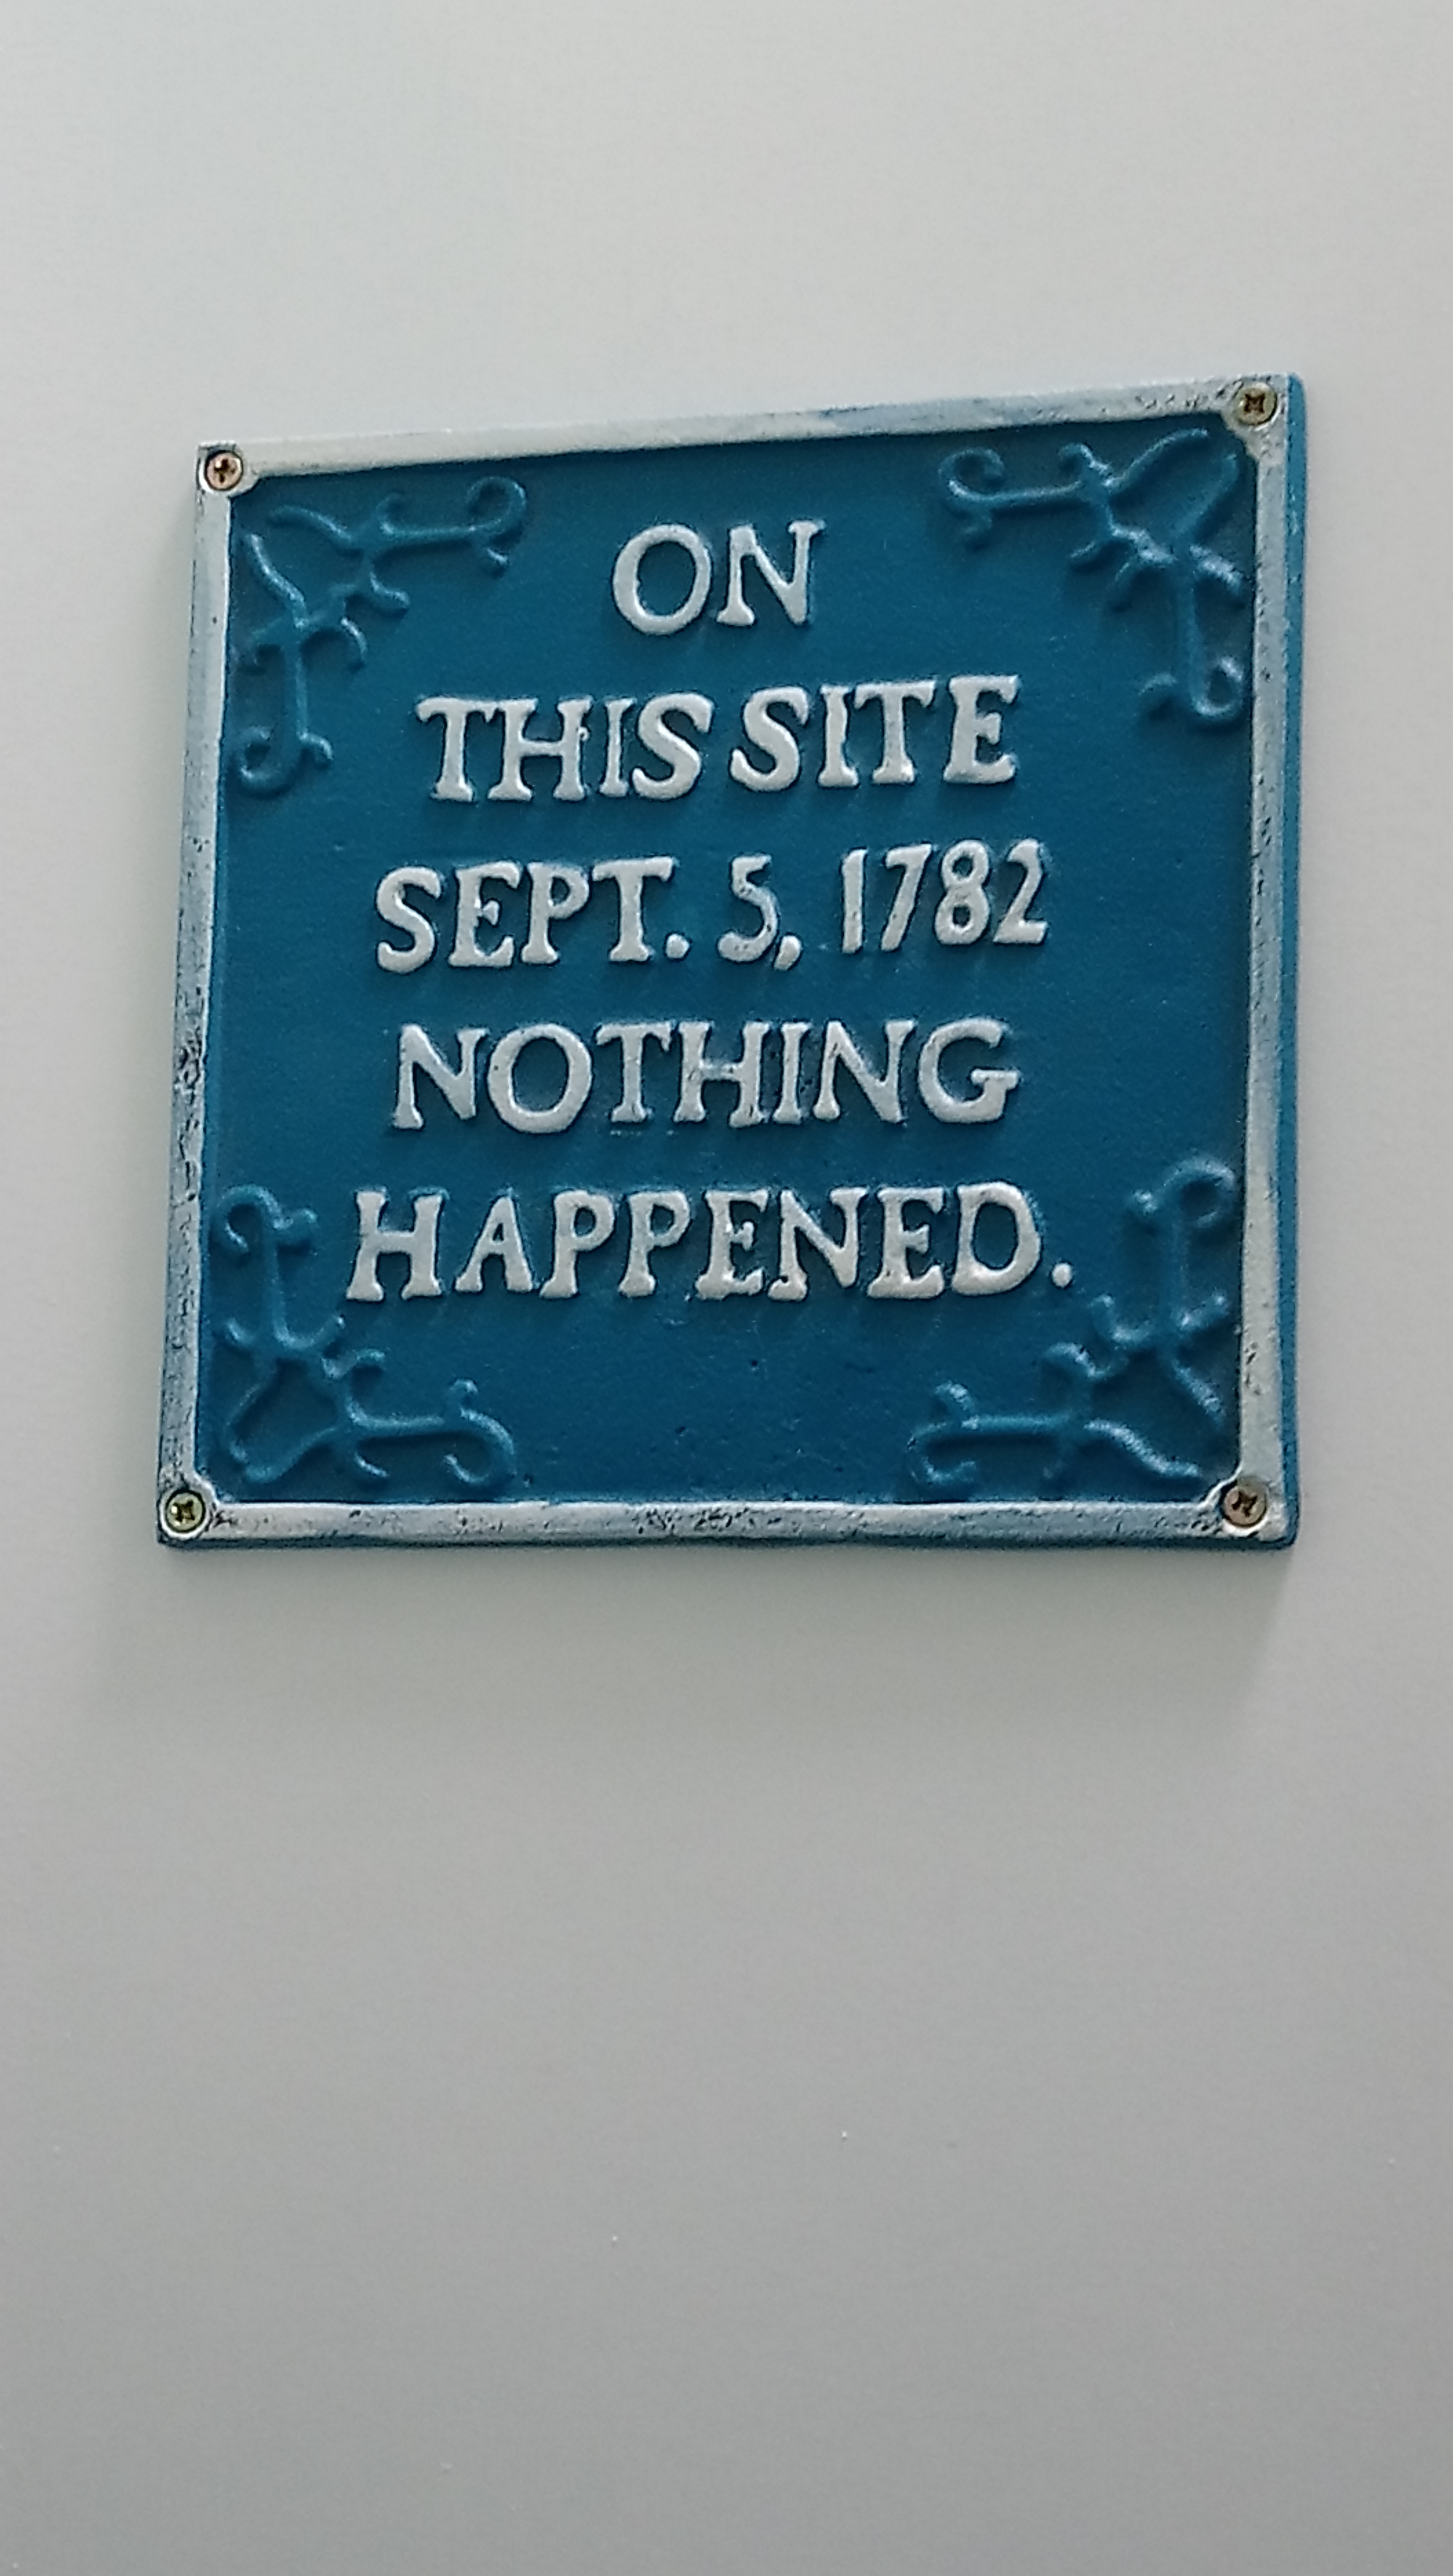 ON
THIS SITE
SEPT. 5, 1782
NOTHING
HAPPENED.